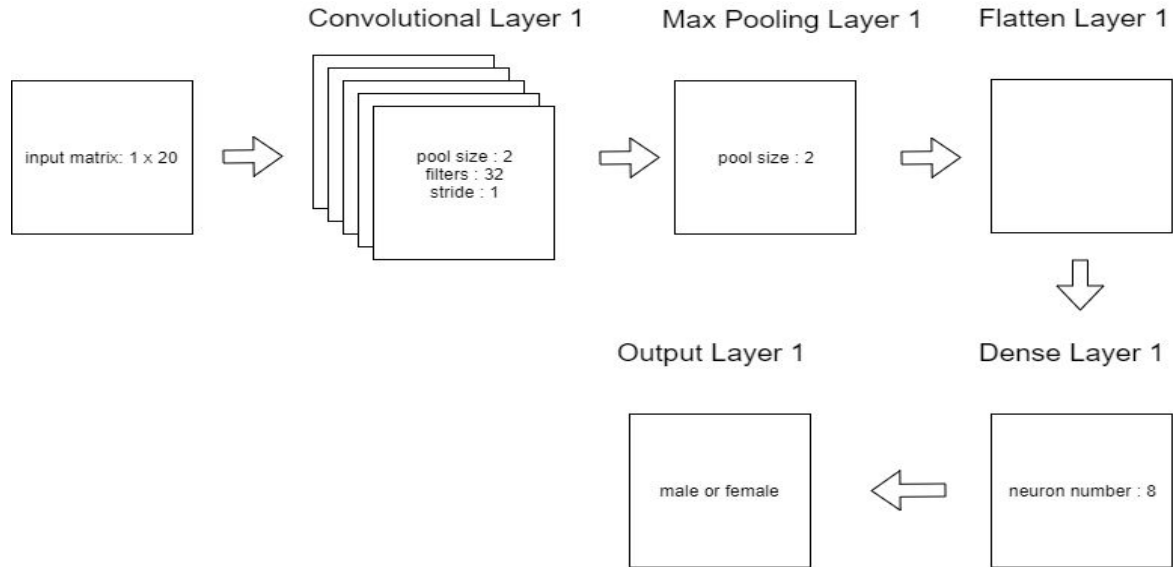 Convolutional Layer 1
Max Pooling Layer 1
Flatten Layer 1
input matrix: 1 x 20
pool size : 2
filters : 32
stride : 1
pool size : 2
Output Layer 1
Dense Layer 1
male or female
neuron number : 8